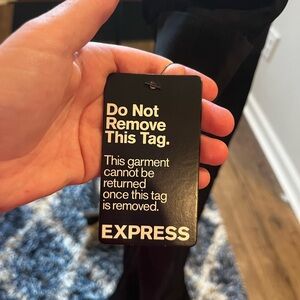 Do Not
Remove
This Tag.
This garment
cannot be
returned
once this tag
is removed.
EXPRESS